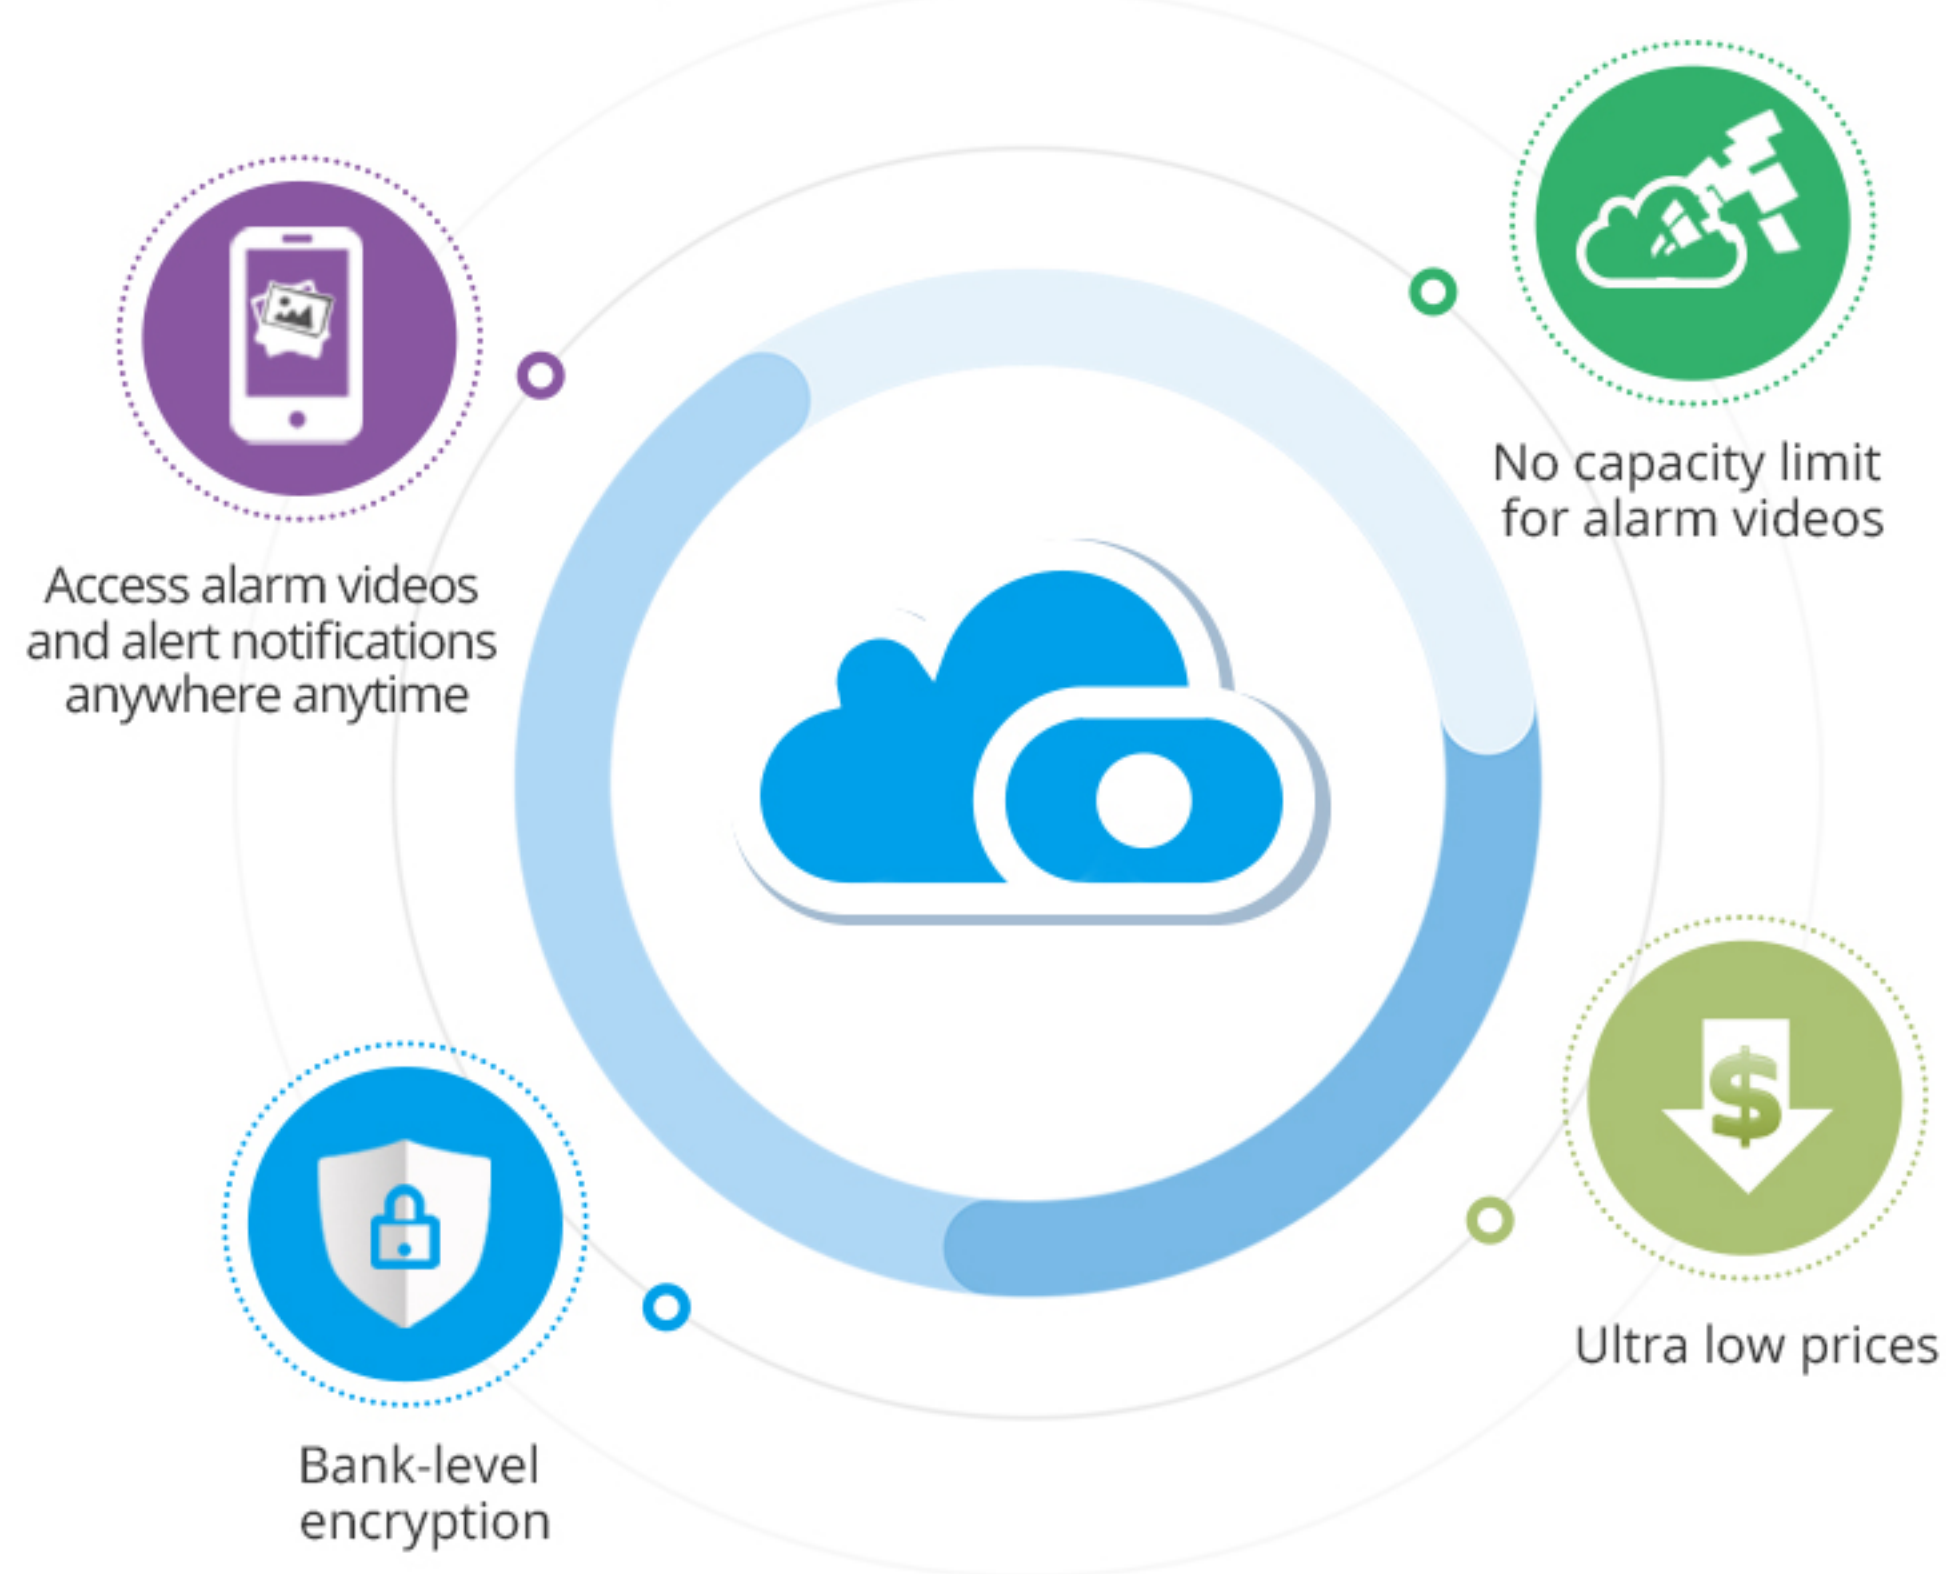 No capacity limit
for alarm videos
Access alarm videos
and alert notifications
anywhere anytime
$
Ultra low prices
Bank-level
encryption